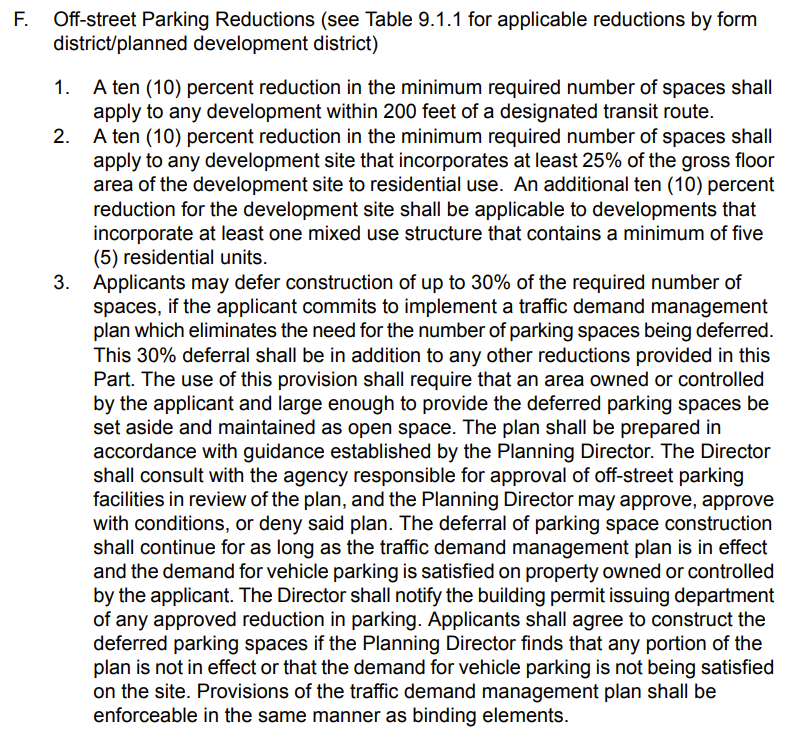 F. Off-street Parking Reductions (see Table 9.1.1 for applicable reductions by form
district/planned development district)
1. A ten (10) percent reduction in the minimum required number of spaces shall
apply to any development within 200 feet of a designated transit route.
2. A ten (10) percent reduction in the minimum required number of spaces shall
apply to any development site that incorporates at least 25% of the gross floor
area of the development site to residential use. An additional ten (10) percent
reduction for the development site shall be applicable to developments that
incorporate at least one mixed use structure that contains a minimum of five
(5) residential units.
3. Applicants may defer construction of up to 30% of the required number of
spaces, if the applicant commits to implement a traffic demand management
plan which eliminates the need for the number of parking spaces being deferred.
This 30% deferral shall be in addition to any other reductions provided in this
Part. The use of this provision shall require that an area owned or controlled
by the applicant and large enough to provide the deferred parking spaces be
set aside and maintained as open space. The plan shall be prepared in
accordance with guidance established by the Planning Director. The Director
shall consult with the agency responsible for approval of off-street parking
facilities in review of the plan, and the Planning Director may approve, approve
with conditions, or deny said plan. The deferral of parking space construction
shall continue for as long as the traffic demand management plan is in effect
and the demand for vehicle parking is satisfied on property owned or controlled
by the applicant. The Director shall notify the building permit issuing department
of any approved reduction in parking. Applicants shall agree to construct the
deferred parking spaces if the Planning Director finds that any portion of the
plan is not in effect or that the demand for vehicle parking is not being satisfied
on the site. Provisions of the traffic demand management plan shall be
enforceable in the same manner as binding elements.